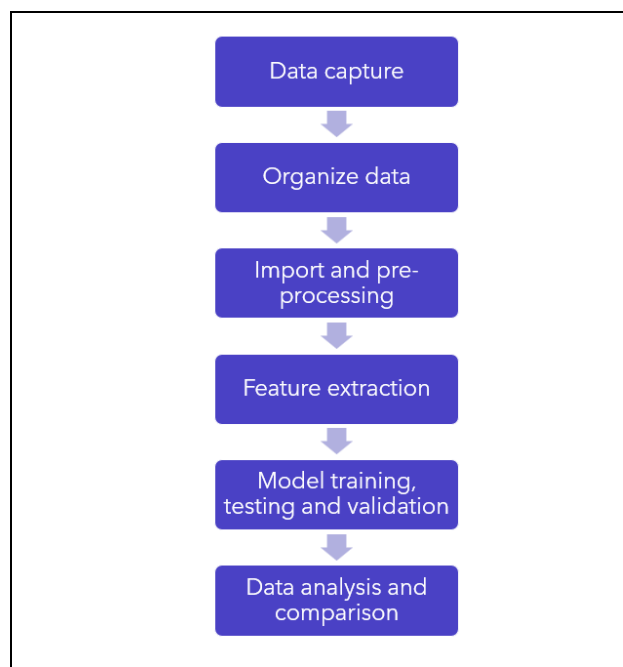 Data capture
Organize data
Import and pre-
processing
Feature extraction
Model training,
testing and validation
Data analysis and
comparison